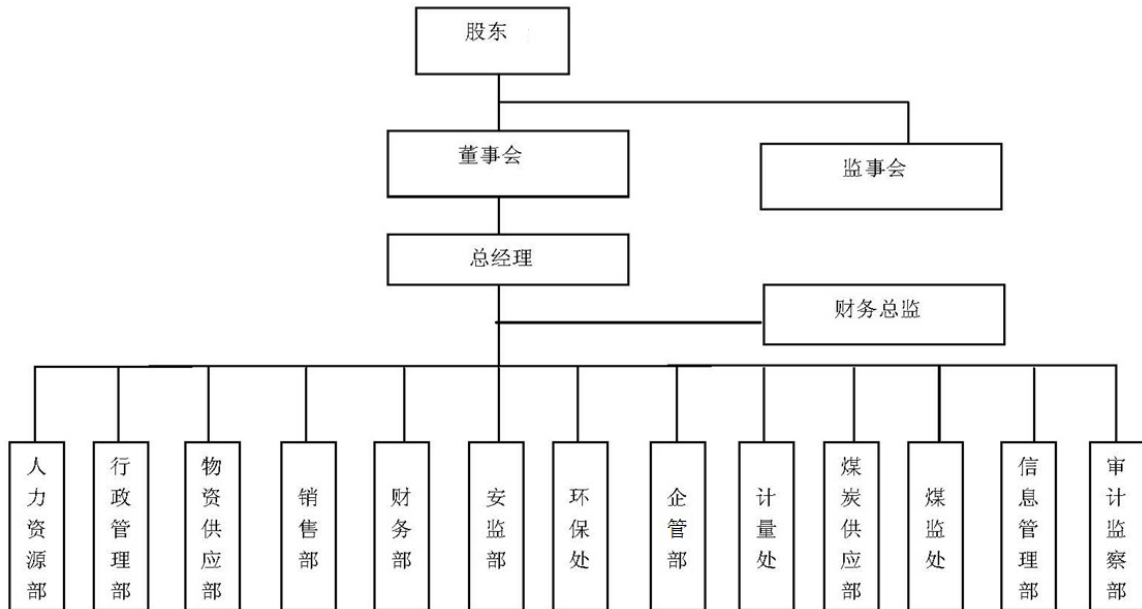 股东
董事会
监事会
总经理
财务总监
人力资源部
行政管理部
物资供应部
销售部
财务部
安监部
环保处
企管部
计量处
煤炭供应部
煤监处
信息管理部
审计监察部